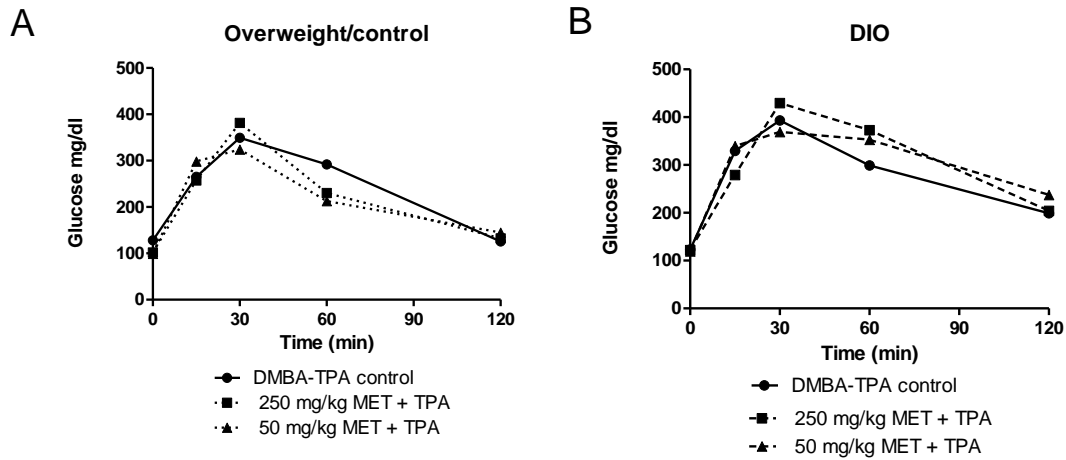 A
Overweight/control
500
400
300
200
100
0
Glucose mg/dl
0 30 60 90 120
Time (min)
DMBA-TPA control
250 mg/kg MET + TPA
50 mg/kg MET + TPA
B
DIO
500
400
300
200
100
0
Glucose mg/dl
0 30 60 90 120
Time (min)
DMBA-TPA control
250 mg/kg MET + TPA
50 mg/kg MET + TPA